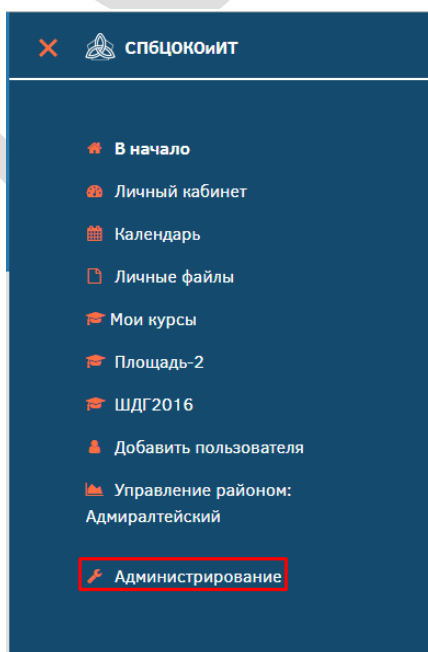 СПбЦОКОиИТ
В начало
Личный кабинет
Календарь
Личные файлы
Мои курсы
Площадь-2
ШДГ2016
Добавить пользователя
Управление районом:
Адмиралтейский
Администрирование